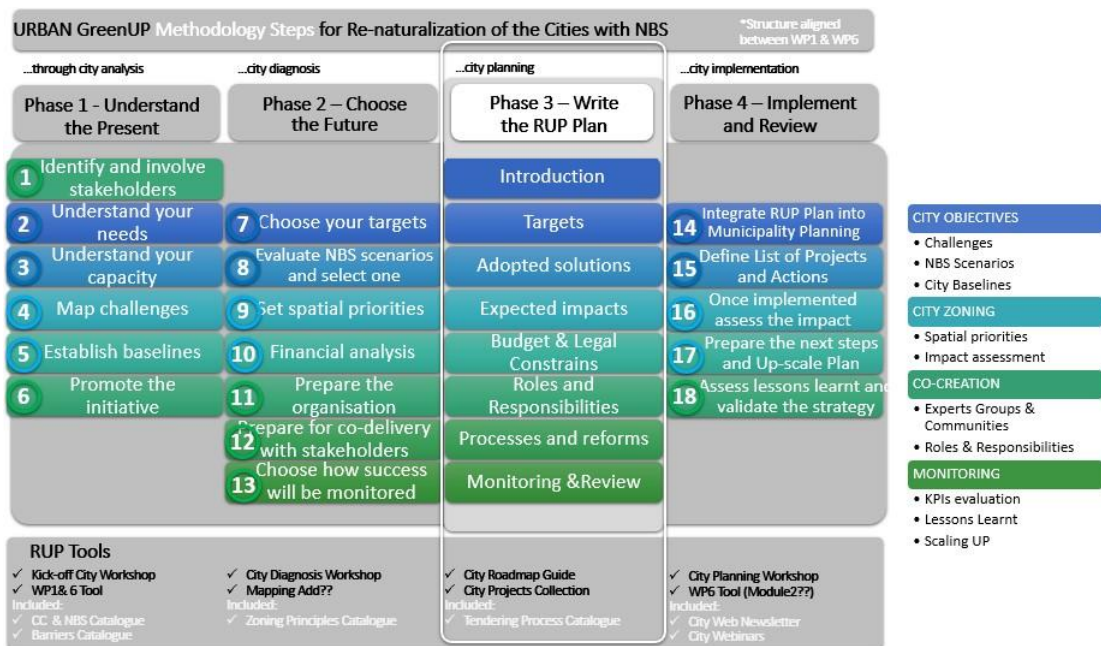 URBAN GreenUP Methodology Steps for Re-naturalization of the Cities with NBS
*Structure aligned
between WP1 & WP6
...through city analysis
...city diagnosis
...city planning
...city implementation
Phase 1 - Understand
the Present
Phase 2 – Choose
the Future
Phase 3 – Write
the RUP Plan
Phase 4 – Implement
and Review
1 Identify and involve
stakeholders
2 Understand your
needs
3 Understand your
capacity
4 Map challenges
5 Establish baselines
6 Promote the
initiative
7 Choose your targets
8 Evaluate NBS scenarios
and select one
9 Set spatial priorities
10 Financial analysis
11 Prepare the
organisation
12 Prepare for co-delivery
with stakeholders
13 Choose how success
will be monitored
Introduction
Targets
Adopted solutions
Expected impacts
Budget & Legal
Constrains
Roles and
Responsibilities
Processes and reforms
Monitoring &Review
14 Integrate RUP Plan into
Municipality Planning
15 Define List of Projects
and Actions
16 Once implemented
assess the impact
17 Prepare the next steps
and Up-scale Plan
18 Assess lessons learnt and
validate the strategy
CITY OBJECTIVES
• Challenges
• NBS Scenarios
• City Baselines
CITY ZONING
• Spatial priorities
• Impact assessment
CO-CREATION
• Experts Groups &
Communities
• Roles & Responsibilities
MONITORING
• KPIs evaluation
• Lessons Learnt
• Scaling UP
RUP Tools
✓ Kick-off City Workshop
✓ WP1& 6 Tool
Included:
✓ CC & NBS Catalogue
✓ Barriers Catalogue
✓ City Diagnosis Workshop
✓ Mapping Add??
Included:
✓ Zoning Principles Catalogue
✓ City Roadmap Guide
✓ City Projects Collection
Included:
✓ Tendering Process Catalogue
✓ City Planning Workshop
✓ WP6 Tool (Module2??)
Included:
✓ City Web Newsletter
✓ City Webinars